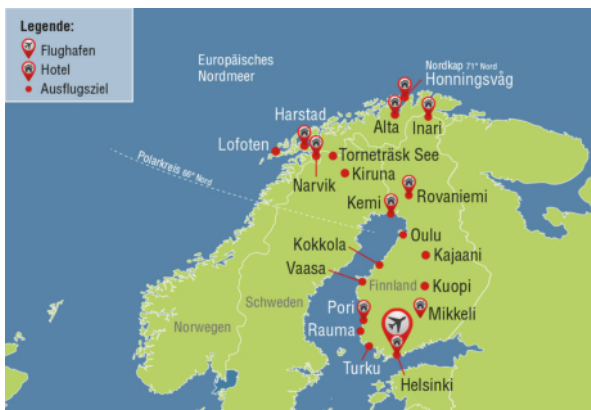 Legende:
Flughafen
Hotel
Ausflugsziel
Europäisches
Nordmeer
Nordkap 71° Nord
Honningsvåg
Harstad
Alta
Inari
Lofoten
Torneträsk See
Polarkreis 66° Nord
Narvik
Kiruna
Kemi
Rovaniemi
Oulu
Kokkola
Kajaani
Vaasa
Finnland
Kuopi
Schweden
Pori
Mikkeli
Norwegen
Rauma
Turku
Helsinki